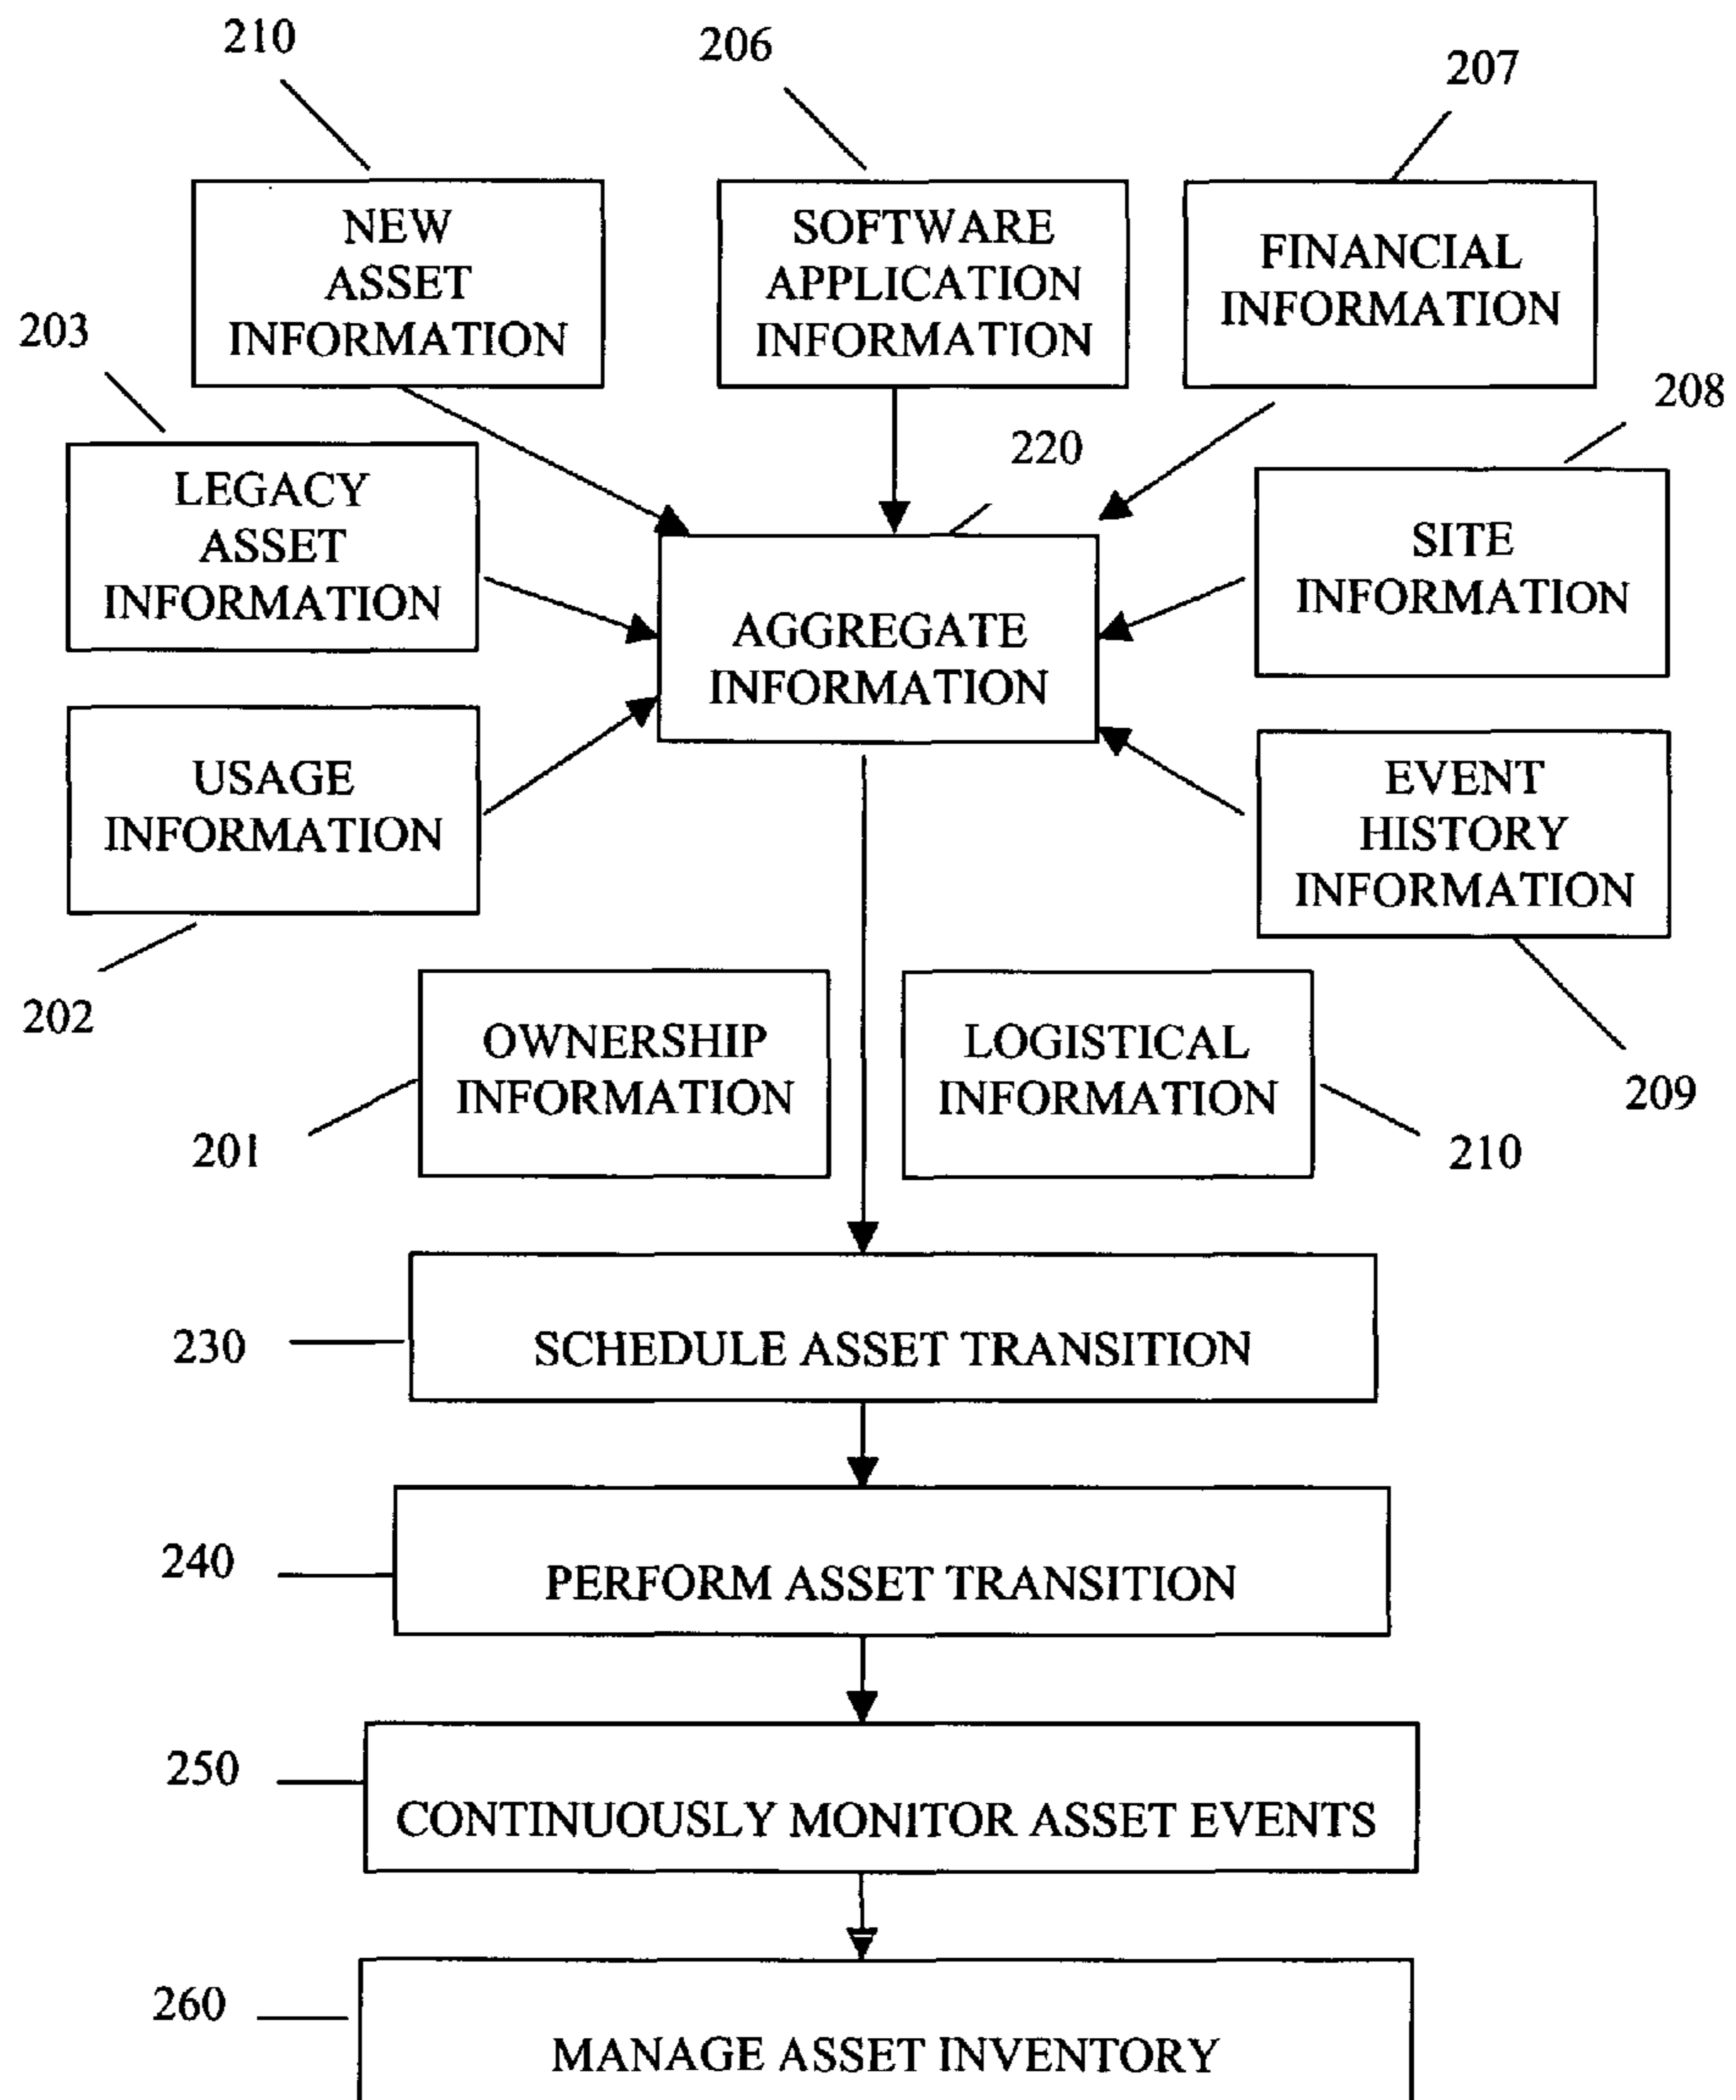 210
206
207
NEW
ASSET
INFORMATION
SOFTWARE
APPLICATION
INFORMATION
FINANCIAL
INFORMATION
203
208
220
LEGACY
ASSET
INFORMATION
SITE
INFORMATION
AGGREGATE
INFORMATION
USAGE
INFORMATION
EVENT
HISTORY
INFORMATION
202
OWNERSHIP
INFORMATION
LOGISTICAL
INFORMATION
209
201
210
230
SCHEDULE ASSET TRANSITION
240
PERFORM ASSET TRANSITION
250
CONTINUOUSLY MONITOR ASSET EVENTS
260
MANAGE ASSET INVENTORY